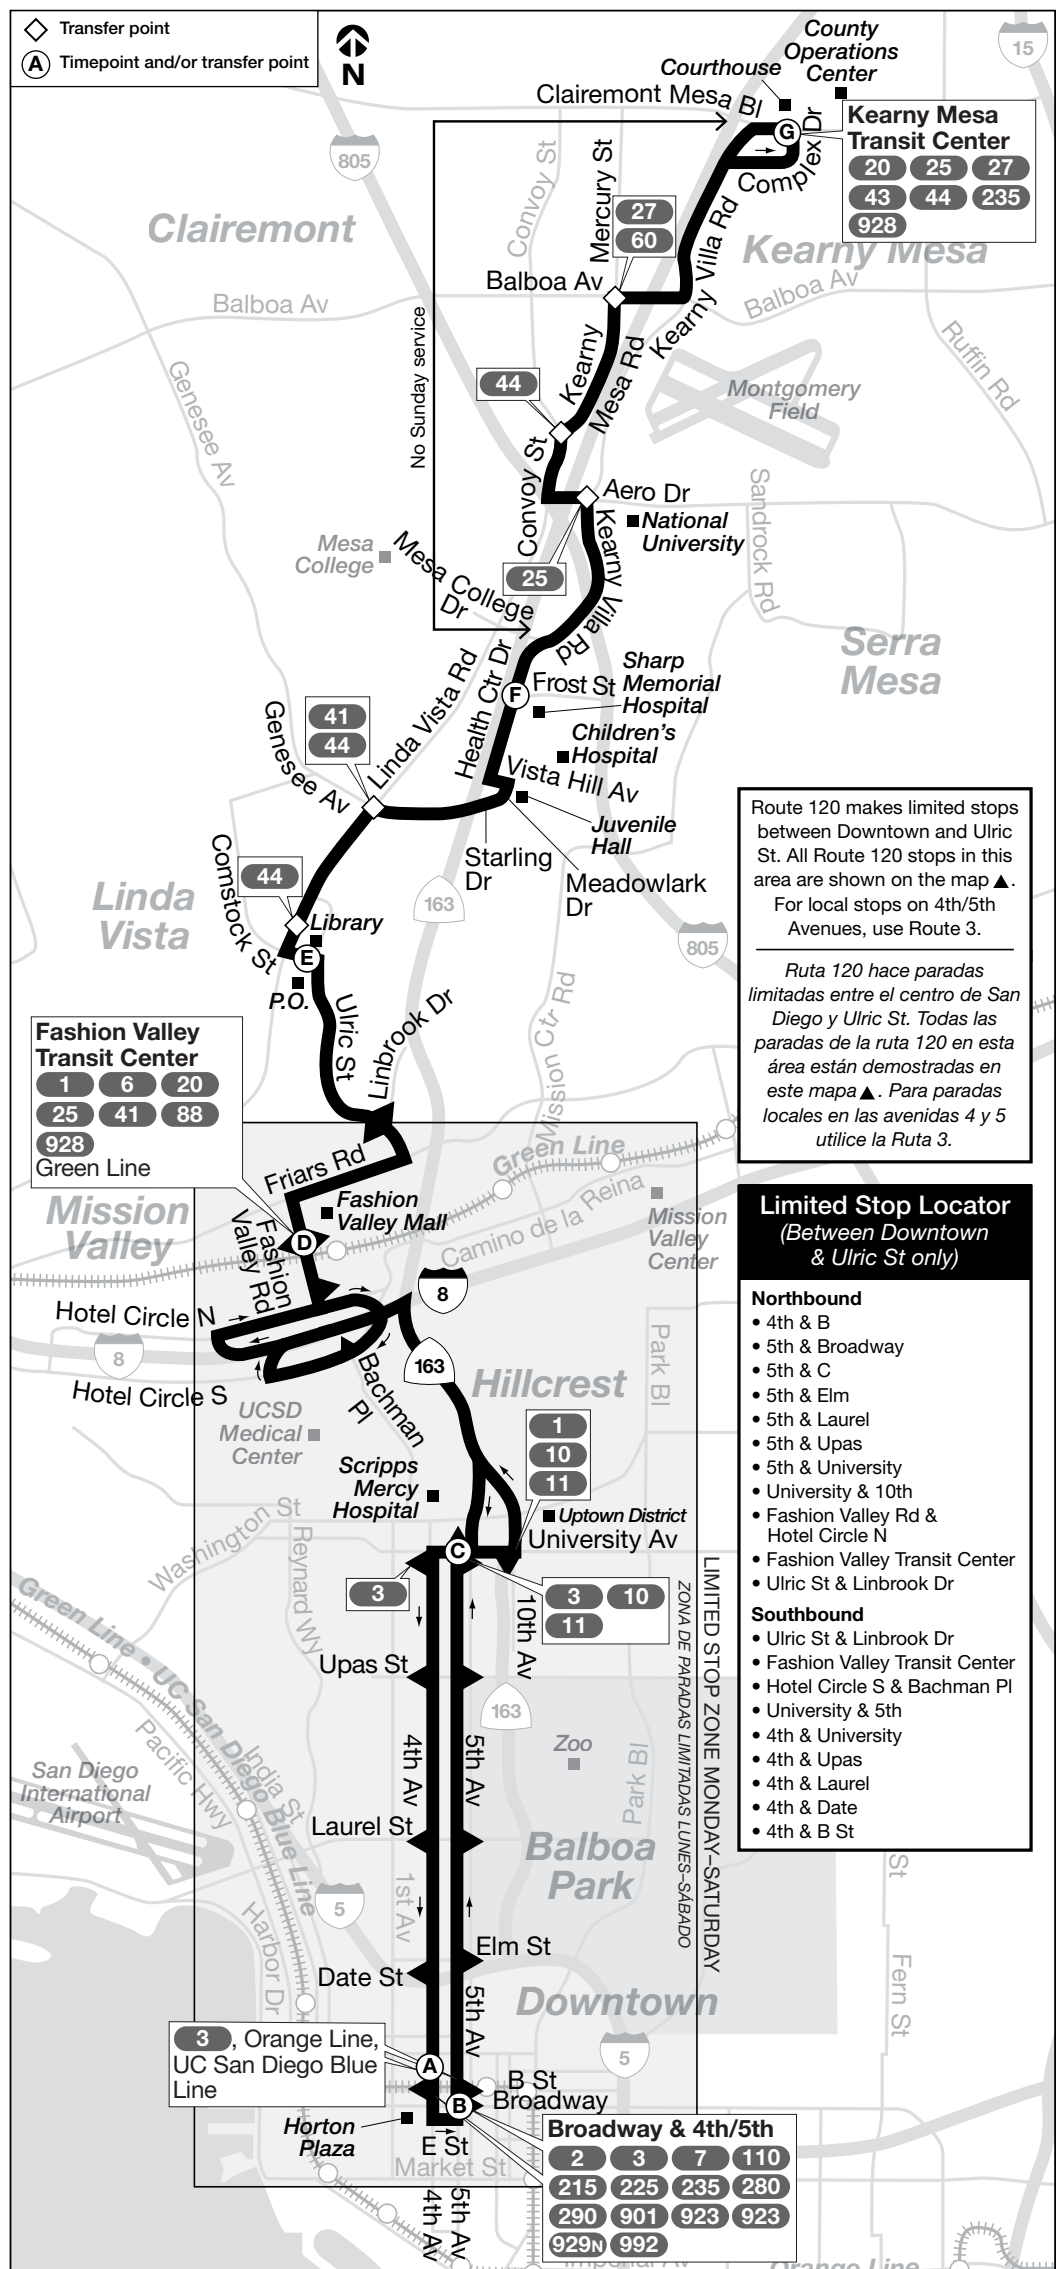 Transfer point
A Timepoint and/or transfer point
N
County
Operations
Center
Courthouse
15
Clairemont Mesa Bl
G
Complex Dr
Kearny Mesa
Transit Center
20 25 27
43 44 235
928
805
Convoy St
Mercury St
27
60
Clairemont
Kearny Mesa
Kearny Villa Rd
Balboa Av
Balboa Av
Balboa Av
Ruffin Rd
No Sunday service
Genesee Av
Kearny
Mesa Rd
44
Montgomery
Field
Convoy St
Aero Dr
Sandrock Rd
National
University
Mesa
College
Mesa College
Dr
25
Kearny Villa Rd
Serra
Mesa
Linda Vista Rd
Health Ctr Dr
F
Frost St
Sharp
Memorial
Hospital
Children's
Hospital
41
44
Genesee Av
Vista Hill Av
Juvenile
Hall
Starling
Dr
Meadowlark
Dr
Comstock St
44
163
805
Linda
Vista
Library
E
P.O.
Ulric St
Linbrook Dr
Mission Ctr Rd
Route 120 makes limited stops
between Downtown and Ulric
St. All Route 120 stops in this
area are shown on the map ▲.
For local stops on 4th/5th
Avenues, use Route 3.
Ruta 120 hace paradas
limitadas entre el centro de San
Diego y Ulric St. Todas las
paradas de la ruta 120 en esta
área están demostradas en
este mapa ▲. Para paradas
locales en las avenidas 4 y 5
utilice la Ruta 3.
Fashion Valley
Transit Center
1 6 20
25 41 88
928
Green Line
Friars Rd
Green Line
Mission
Valley
Fashion
Valley Mall
Fashion
Valley Rd
D
Camino de la Reina
Mission
Valley
Center
8
Hotel Circle N
8
Hotel Circle S
Bachman
Pl
163
Hillcrest
Park Bl
UCSD
Medical
Center
1
10
11
Scripps
Mercy
Hospital
Uptown District
University Av
Washington St
Reynard Wy
C
3
3 10
11
10th Av
LIMITED STOP ZONE MONDAY–SATURDAY
ZONA DE PARADAS LIMITADAS LUNES–SÁBADO
Green Line • UC San Diego Blue Line
Upas St
163
Pacific Hwy
India St
4th Av
5th Av
Zoo
Park Bl
San Diego
International
Airport
Laurel St
Balboa
Park
1st Av
5
Harbor Dr
Elm St
Date St
5th Av
Downtown
St
Fern St
5
3, Orange Line,
UC San Diego Blue
Line
A
B
B St
Broadway
Horton
Plaza
E St
Market St
4th Av
5th Av
Broadway & 4th/5th
2 3 7 110
215 225 235 280
290 901 923 923
929N 992
Imperial Av
Orange Line
Limited Stop Locator
(Between Downtown
& Ulric St only)
Northbound
• 4th & B
• 5th & Broadway
• 5th & C
• 5th & Elm
• 5th & Laurel
• 5th & Upas
• 5th & University
• University & 10th
• Fashion Valley Rd &
Hotel Circle N
• Fashion Valley Transit Center
• Ulric St & Linbrook Dr
Southbound
• Ulric St & Linbrook Dr
• Fashion Valley Transit Center
• Hotel Circle S & Bachman Pl
• University & 5th
• 4th & University
• 4th & Upas
• 4th & Laurel
• 4th & Date
• 4th & B St